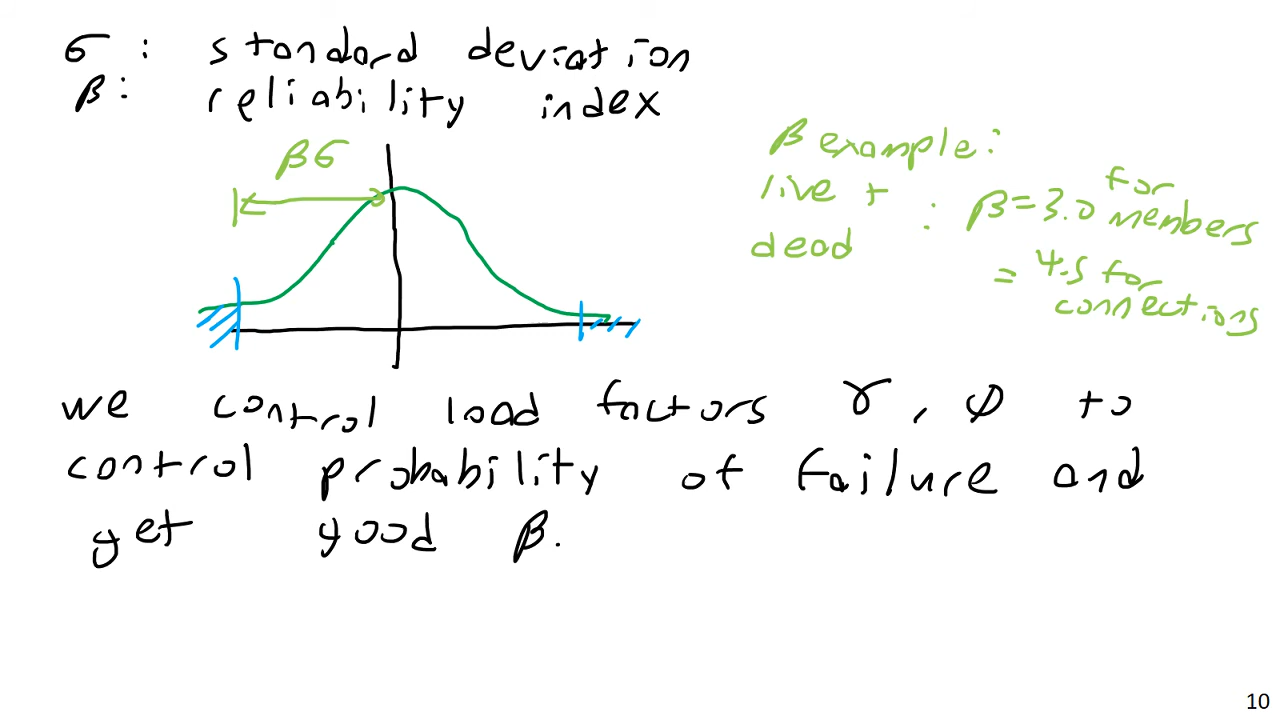 σ : standard deviation
β : reliability index
βσ
β example:
live + dead : β = 3.0 for members
= 4.5 for connections
we control load factors γ, φ to
control probability of failure and
get good β.
10